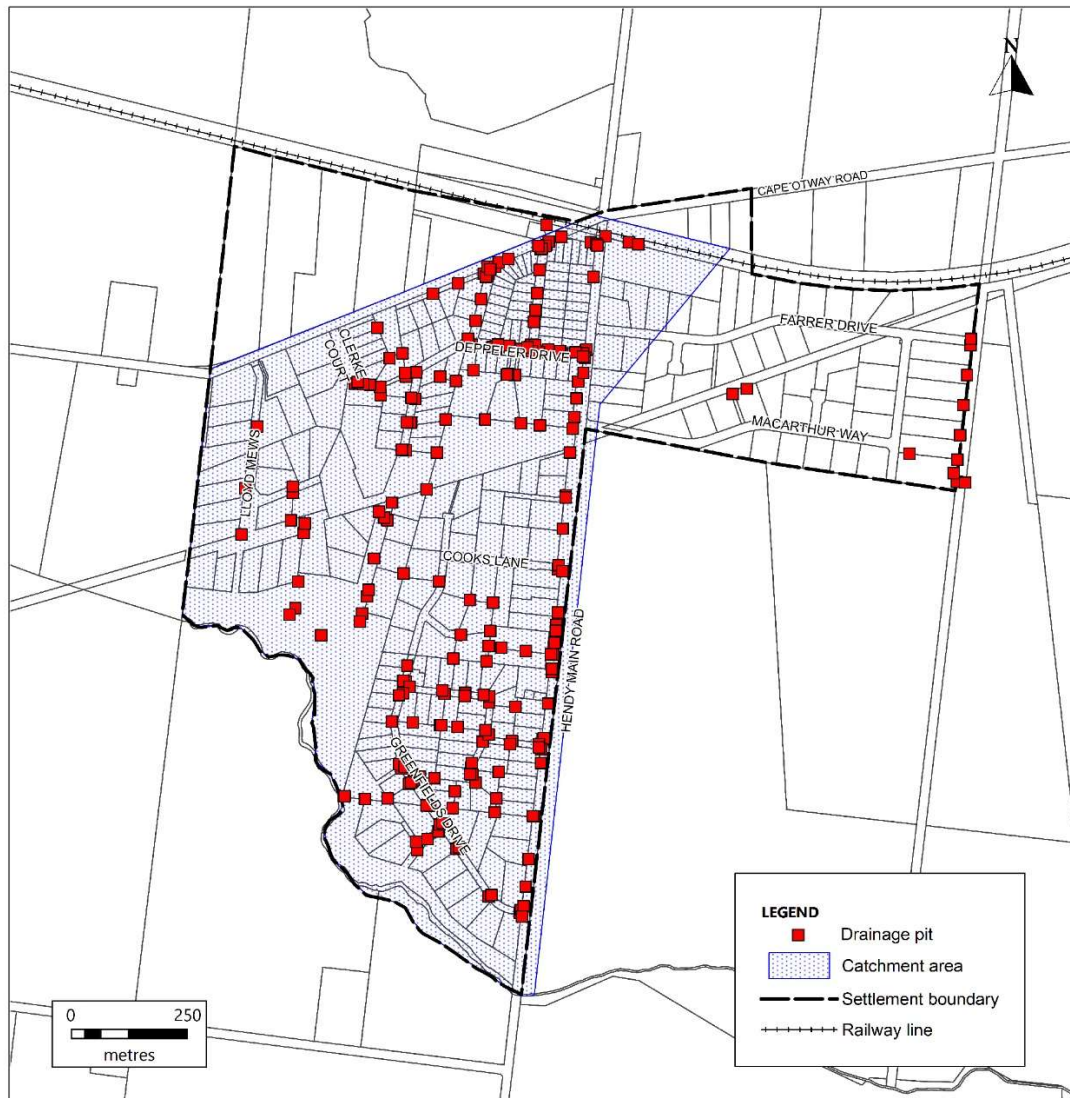 N
CAPE OTWAY ROAD
FARRER DRIVE
DEPPELER DRIVE
CLERKE
COURT
MACARTHUR WAY
LLOYD MEWS
COOKS LANE
HENDY MAIN ROAD
GREENFIELDS DRIVE
LEGEND
Drainage pit
Catchment area
Settlement boundary
Railway line
0 250
metres